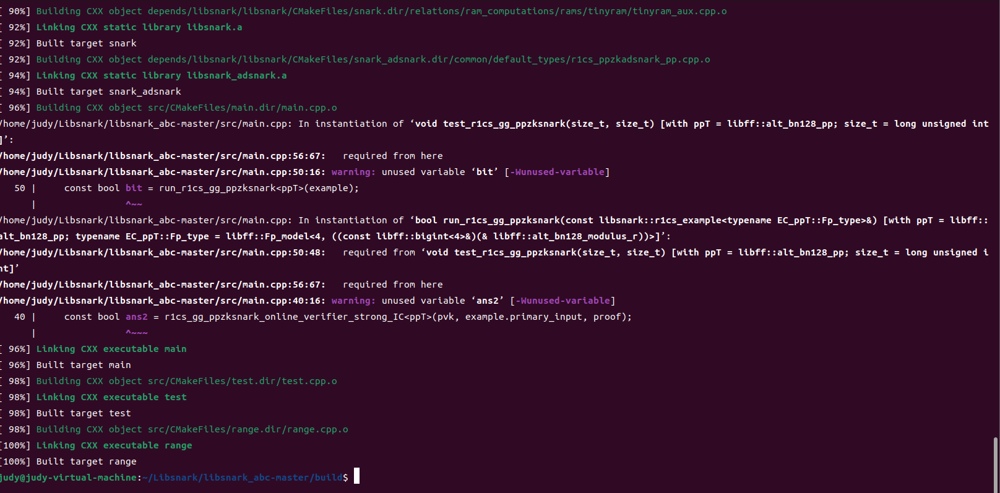 [ 90%] Building CXX object depends/libsnark/libsnark/CMakeFiles/snark.dir/relations/ram_computations/rams/tinyram/tinyram_aux.cpp.o
[ 92%] Linking CXX static library libsnark.a
[ 92%] Built target snark
[ 92%] Building CXX object depends/libsnark/libsnark/CMakeFiles/snark_adsnark.dir/common/default_types/r1cs_ppzkadsnark_pp.cpp.o
[ 94%] Linking CXX static library libsnark_adsnark.a
[ 94%] Built target snark_adsnark
[ 96%] Building CXX object src/CMakeFiles/main.dir/main.cpp.o
/home/judy/Libsnark/libsnark_abc-master/src/main.cpp: In instantiation of ‘void test_r1cs_gg_ppzksnark(size_t, size_t) [with ppT = libff::alt_bn128_pp; size_t = long unsigned int
]’:
/home/judy/Libsnark/libsnark_abc-master/src/main.cpp:56:67:   required from here
/home/judy/Libsnark/libsnark_abc-master/src/main.cpp:50:16: warning: unused variable ‘bit’ [-Wunused-variable]
   50 |     const bool bit = run_r1cs_gg_ppzksnark<ppT>(example);
      |                ^~~
/home/judy/Libsnark/libsnark_abc-master/src/main.cpp: In instantiation of ‘bool run_r1cs_gg_ppzksnark(const libsnark::r1cs_example<typename EC_ppT::Fp_type>&) [with ppT = libff::
alt_bn128_pp; typename EC_ppT::Fp_type = libff::Fp_model<4, ((const libff::bigint<4>&)(& libff::alt_bn128_modulus_r))>]’:
/home/judy/Libsnark/libsnark_abc-master/src/main.cpp:50:48:   required from ‘void test_r1cs_gg_ppzksnark(size_t, size_t) [with ppT = libff::alt_bn128_pp; size_t = long unsigned i
nt]’
/home/judy/Libsnark/libsnark_abc-master/src/main.cpp:56:67:   required from here
/home/judy/Libsnark/libsnark_abc-master/src/main.cpp:40:16: warning: unused variable ‘ans2’ [-Wunused-variable]
   40 |     const bool ans2 = r1cs_gg_ppzksnark_online_verifier_strong_IC<ppT>(pvk, example.primary_input, proof);
      |                ^~~~
[ 96%] Linking CXX executable main
[ 96%] Built target main
[ 98%] Building CXX object src/CMakeFiles/test.dir/test.cpp.o
[ 98%] Linking CXX executable test
[ 98%] Built target test
[ 98%] Building CXX object src/CMakeFiles/range.dir/range.cpp.o
[100%] Linking CXX executable range
[100%] Built target range
judy@judy-virtual-machine:~/Libsnark/libsnark_abc-master/build$